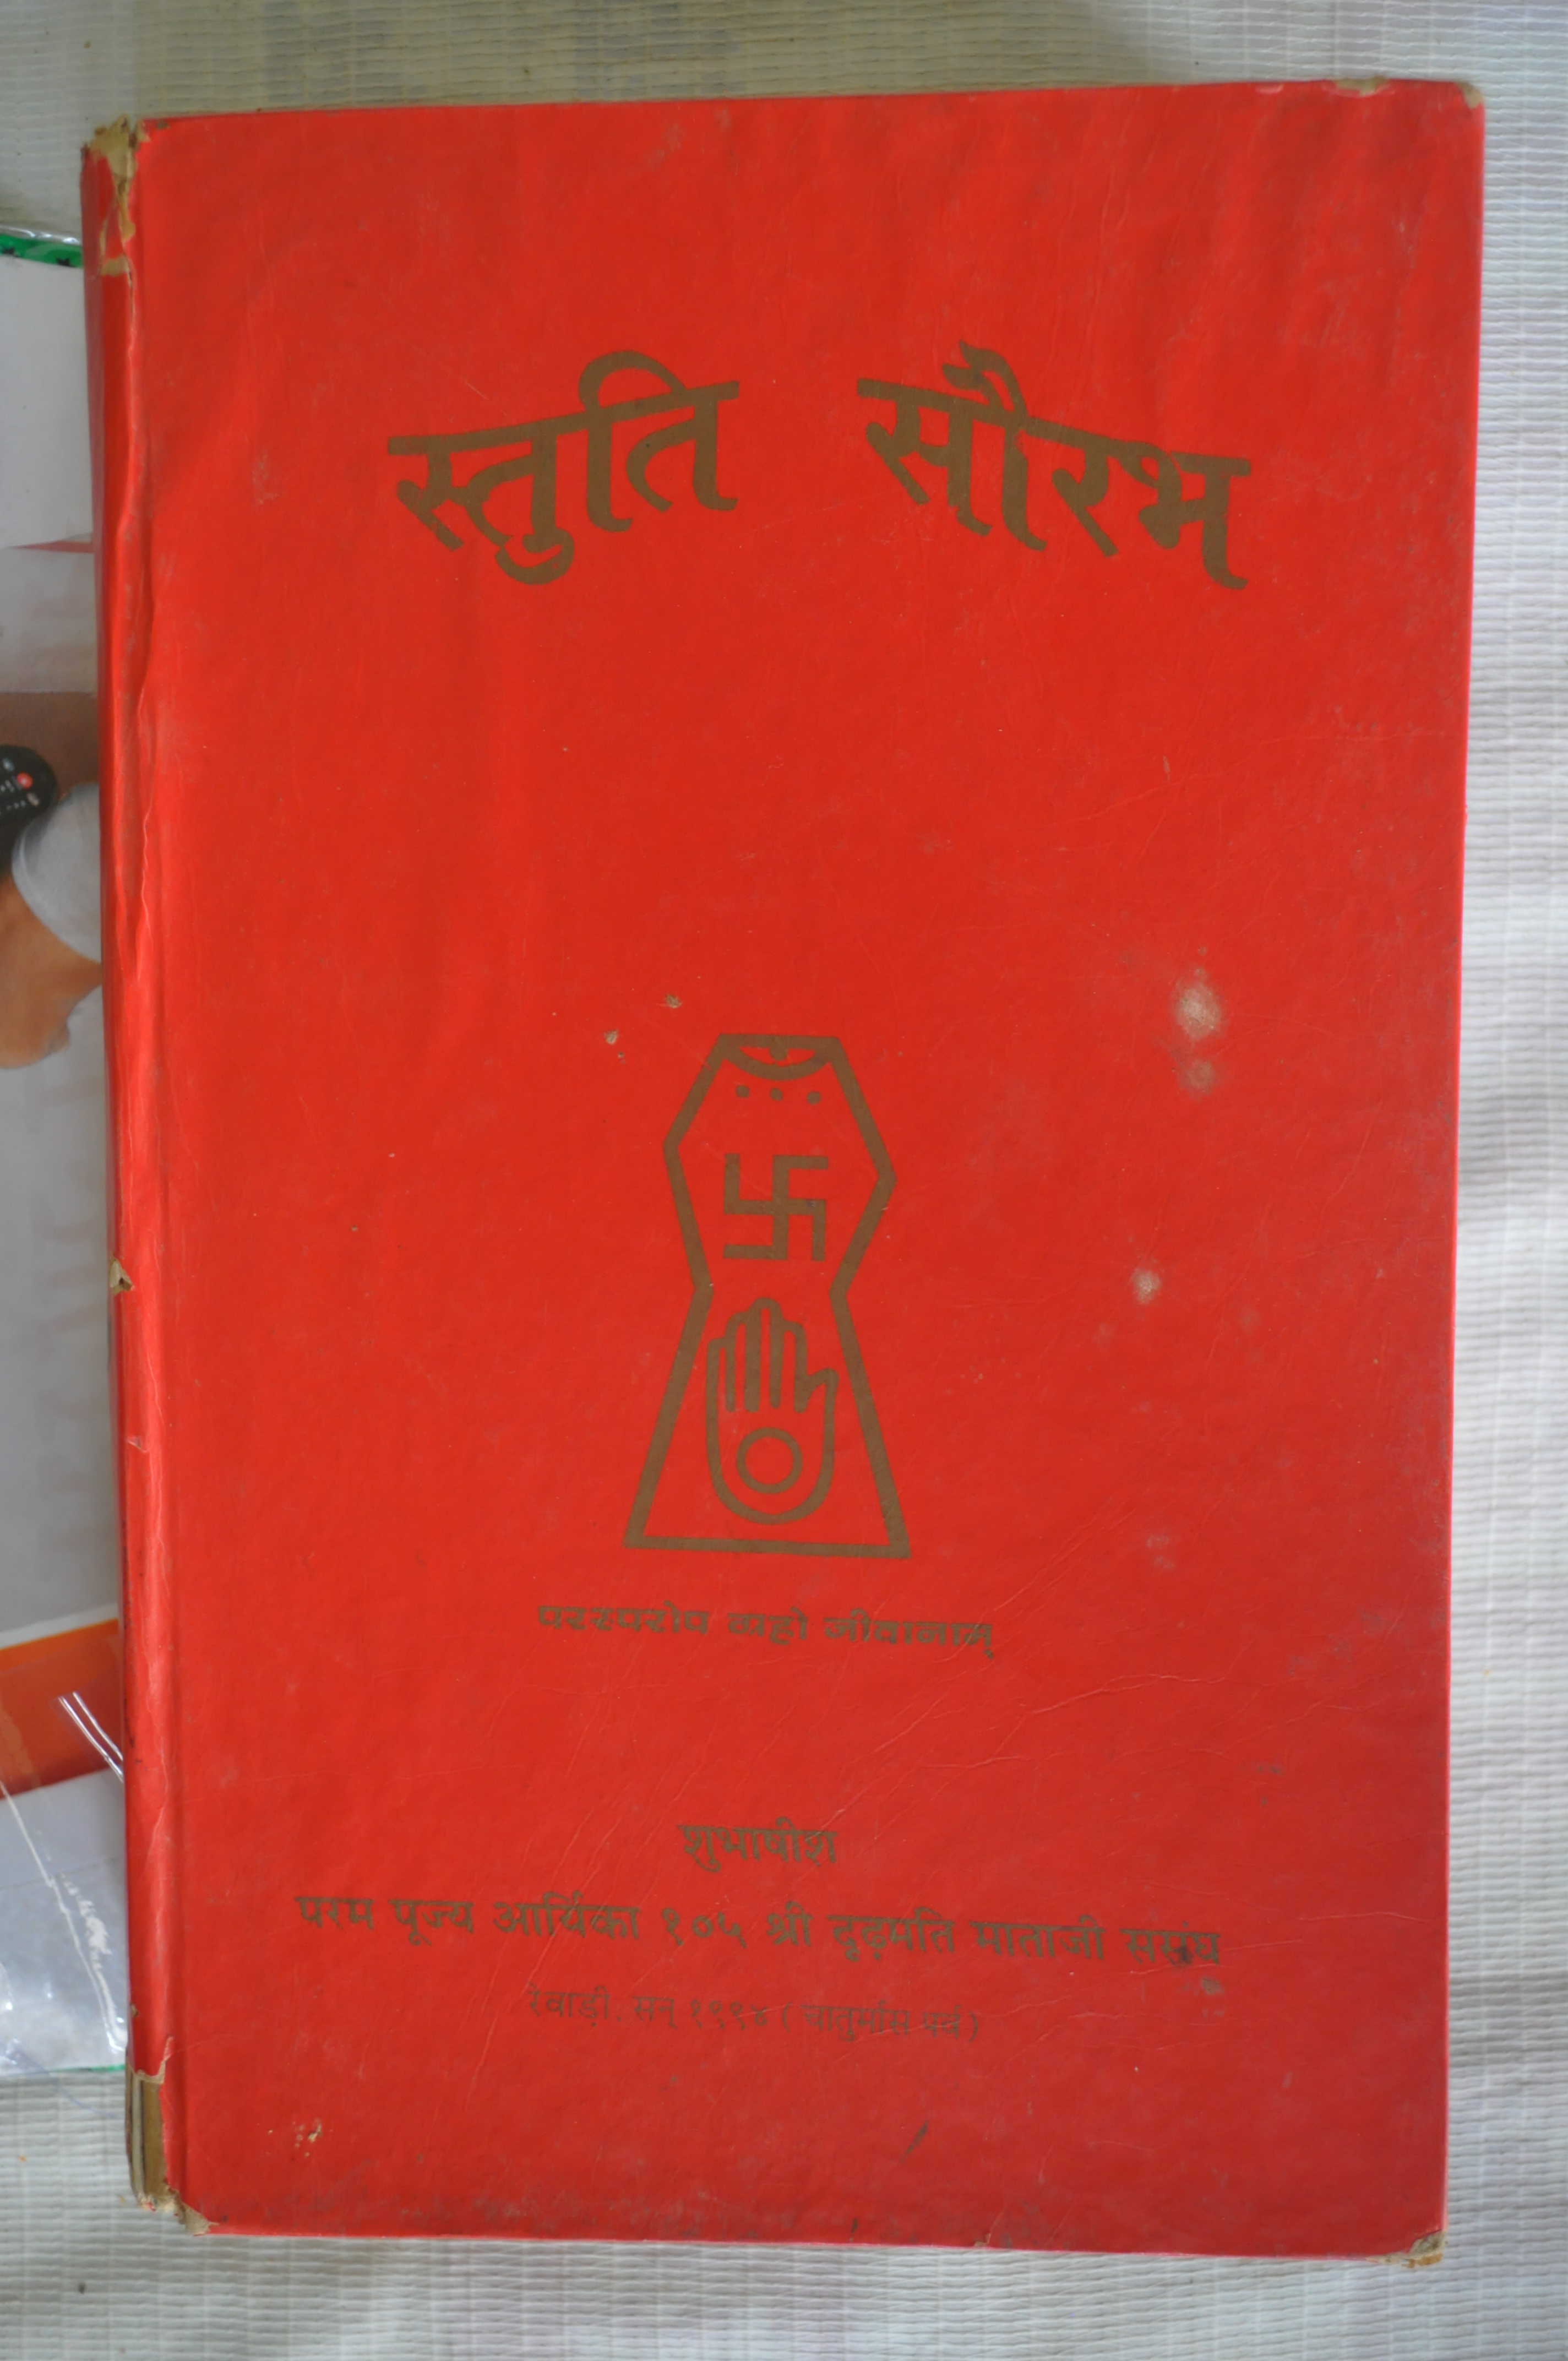 स्तुति सौरभ
परस्परोप ग्रहो जीवानाम्
शुभाषीश
परम पूज्य आर्यिका १०५ श्री दृढ़मति माताजी ससंघ
रेवाड़ी, सन् १९९४ ( चातुर्मास पर्व )